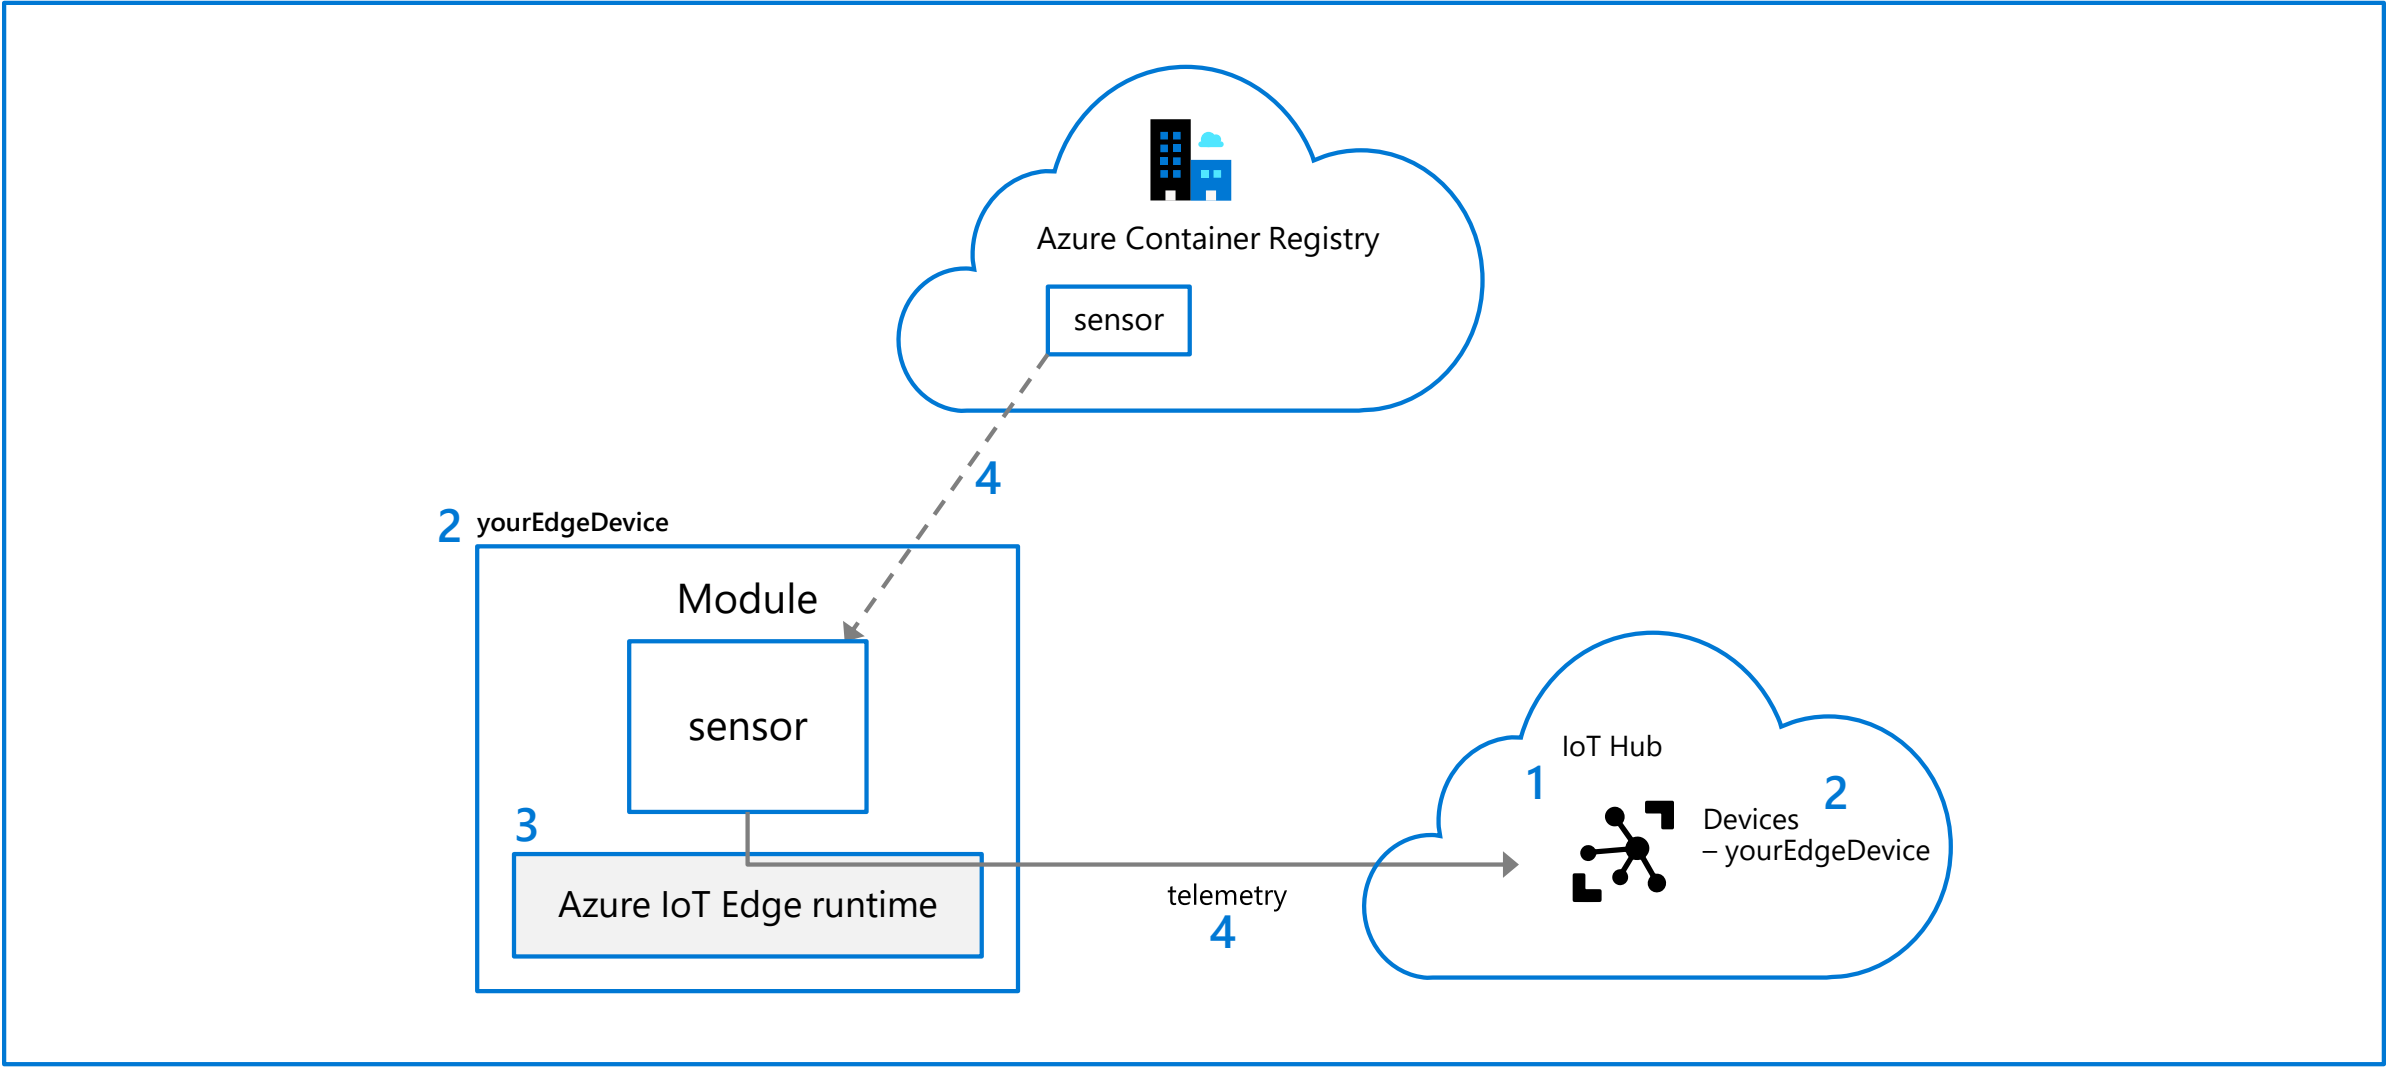 Azure Container Registry
sensor
4
2 yourEdgeDevice
Module
sensor
3
Azure IoT Edge runtime
telemetry
4
IoT Hub
1
2
Devices
– yourEdgeDevice